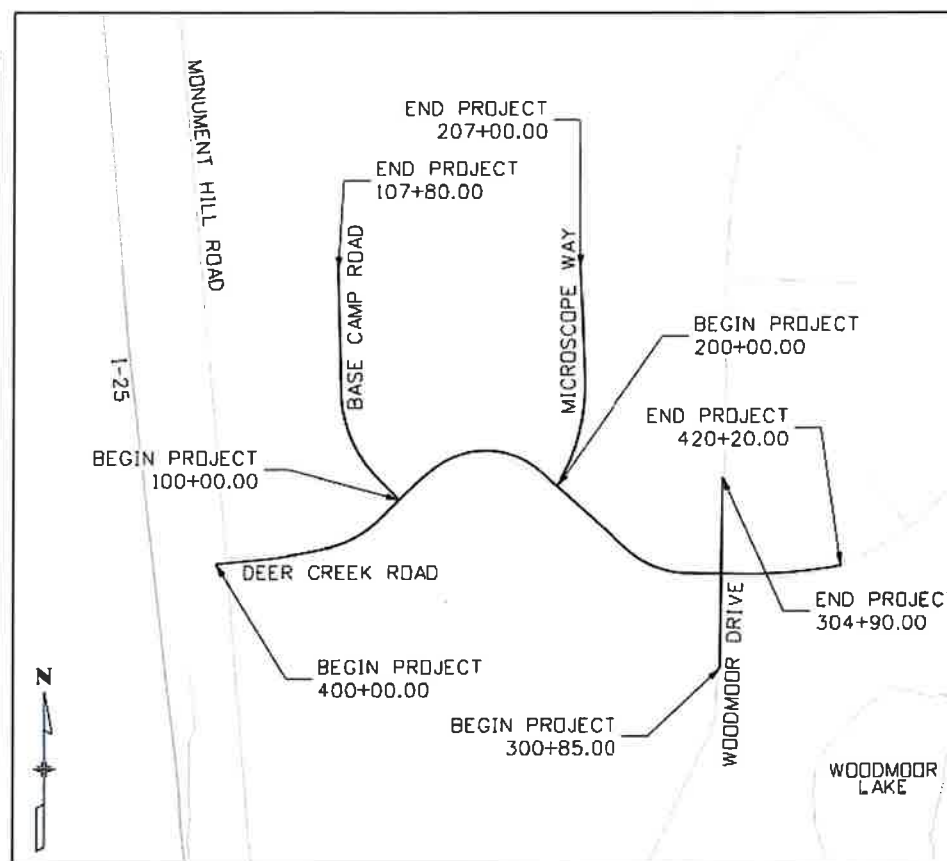 MONUMENT HILL ROAD
I-25
END PROJECT
207+00.00
END PROJECT
107+80.00
BASE CAMP ROAD
MICROSCOPE WAY
BEGIN PROJECT
200+00.00
END PROJECT
420+20.00
BEGIN PROJECT
100+00.00
DEER CREEK ROAD
END PROJECT
304+90.00
BEGIN PROJECT
400+00.00
WOODMOOR DRIVE
BEGIN PROJECT
300+85.00
WOODMOOR
LAKE
N